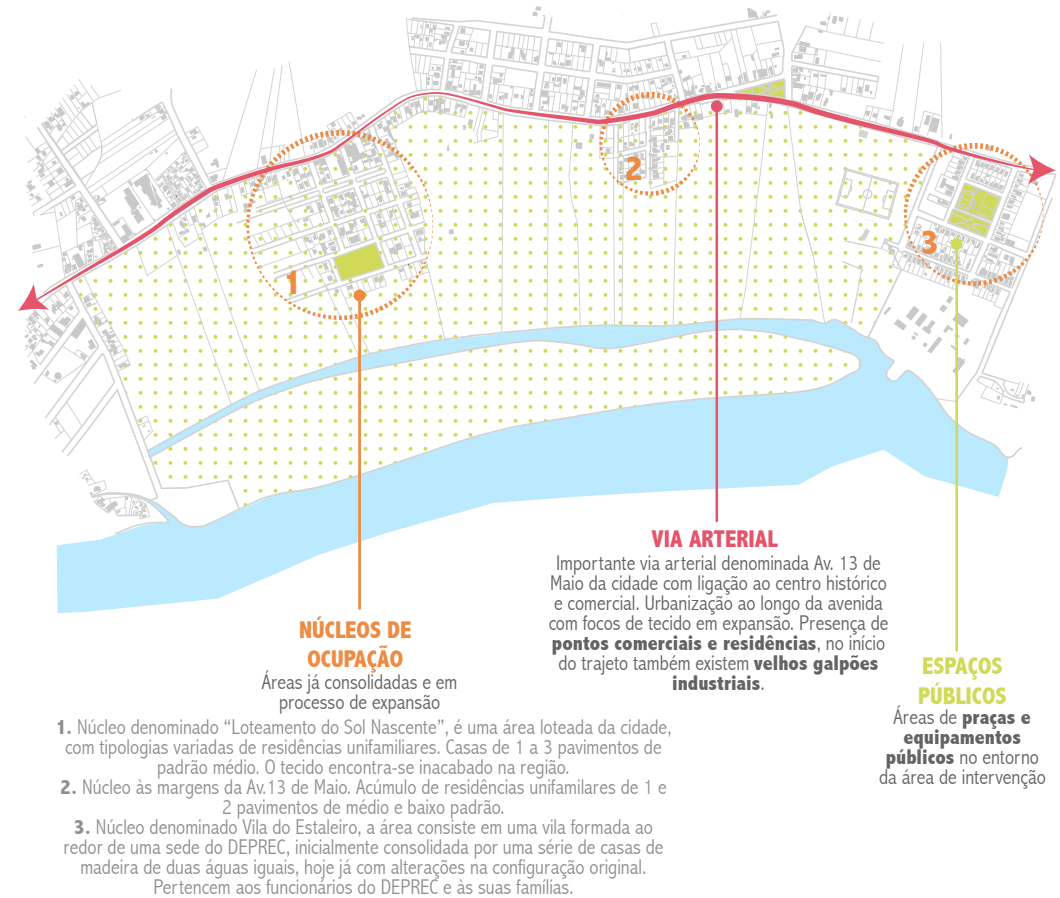 1
2
3
VIA ARTERIAL
Importante via arterial denominada Av. 13 de
Maio da cidade com ligação ao centro histórico
e comercial. Urbanização ao longo da avenida
com focos de tecido em expansão. Presença de
pontos comerciais e residências, no início
do trajeto também existem velhos galpões
industriais.
NÚCLEOS DE
OCUPAÇÃO
Áreas já consolidadas e em
processo de expansão
1. Núcleo denominado “Loteamento do Sol Nascente”, é uma área loteada da cidade,
com tipologias variadas de residências unifamiliares. Casas de 1 a 3 pavimentos de
padrão médio. O tecido encontra-se inacabado na região.
2. Núcleo às margens da Av.13 de Maio. Acúmulo de residências unifamilares de 1 e
2 pavimentos de médio e baixo padrão.
3. Núcleo denominado Vila do Estaleiro, a área consiste em uma vila formada ao
redor de uma sede do DEPREC, inicialmente consolidada por uma série de casas de
madeira de duas águas iguais, hoje já com alterações na configuração original.
Pertencem aos funcionários do DEPREC e às suas famílias.
ESPAÇOS
PÚBLICOS
Áreas de praças e
equipamentos
públicos no entorno
da área de intervenção